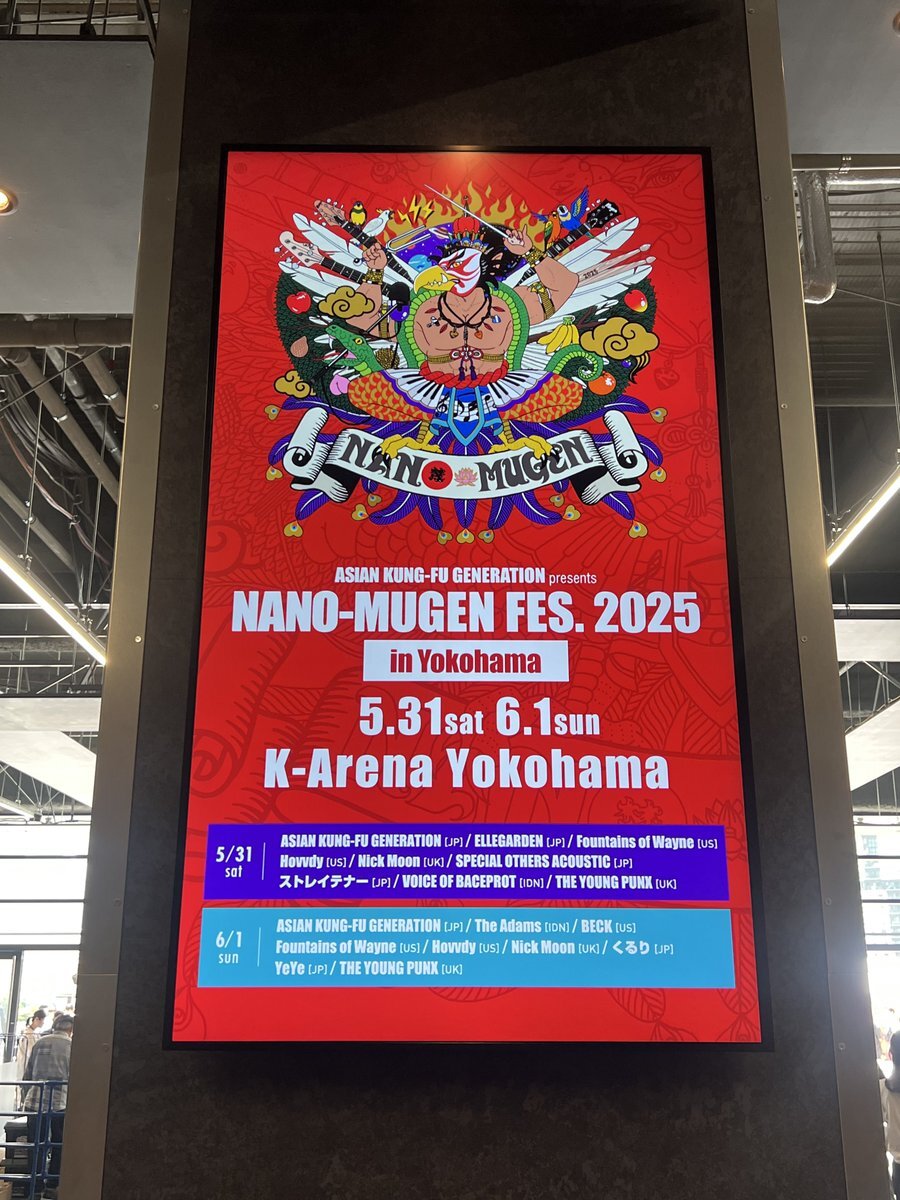 2025
NANO MUGEN
ASIAN KUNG-FU GENERATION presents
NANO-MUGEN FES. 2025
in Yokohama
5.31sat 6.1sun
K-Arena Yokohama
5/31 sat
ASIAN KUNG-FU GENERATION [JP] / ELLEGARDEN [JP] / Fountains of Wayne [US]
Hovvdy [US] / Nick Moon [UK] / SPECIAL OTHERS ACOUSTIC [JP]
ストレイテナー [JP] / VOICE OF BACEPROT [IDN] / THE YOUNG PUNX [UK]
6/1 sun
ASIAN KUNG-FU GENERATION [JP] / The Adams [IDN] / BECK [US]
Fountains of Wayne [US] / Hovvdy [US] / Nick Moon [UK] / くるり [JP]
YeYe [JP] / THE YOUNG PUNX [UK]